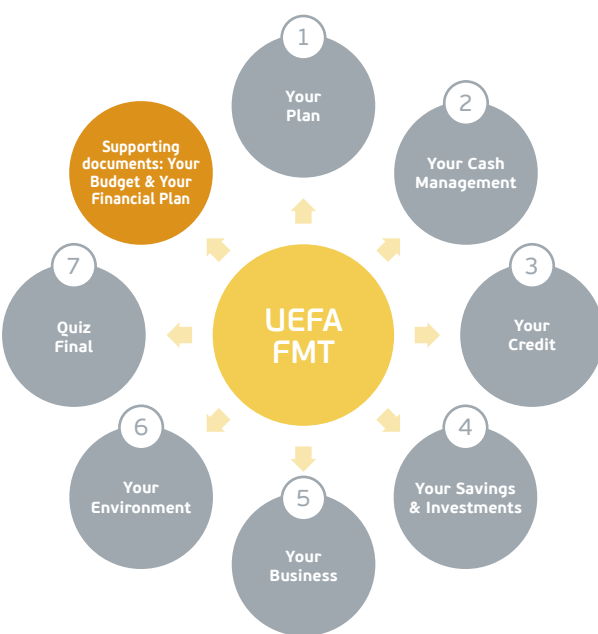 1
Your
Plan
2
Your Cash
Management
3
Your
Credit
4
Your Savings
& Investments
5
Your
Business
6
Your
Environment
7
Quiz
Final
Supporting
documents: Your
Budget & Your
Financial Plan
UEFA
FMT